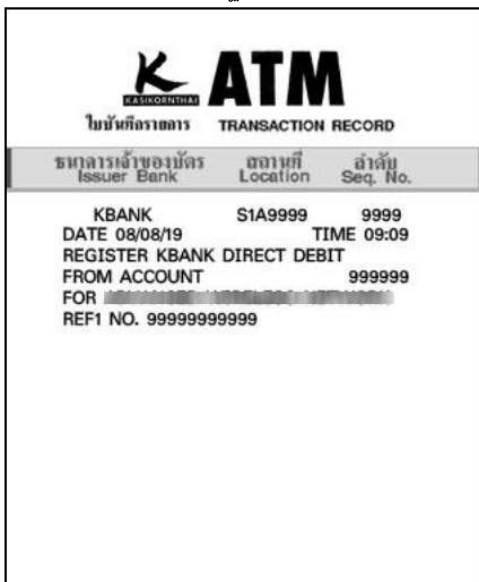 K ATM
KASIKORNTHAI
ใบบันทึกรายการ TRANSACTION RECORD
ธนาคารเจ้าของบัตร สถานที่ ลำดับ
Issuer Bank Location Seq. No.
KBANK S1A9999 9999
DATE 08/08/19 TIME 09:09
REGISTER KBANK DIRECT DEBIT
FROM ACCOUNT 999999
FOR
REF1 NO. 99999999999